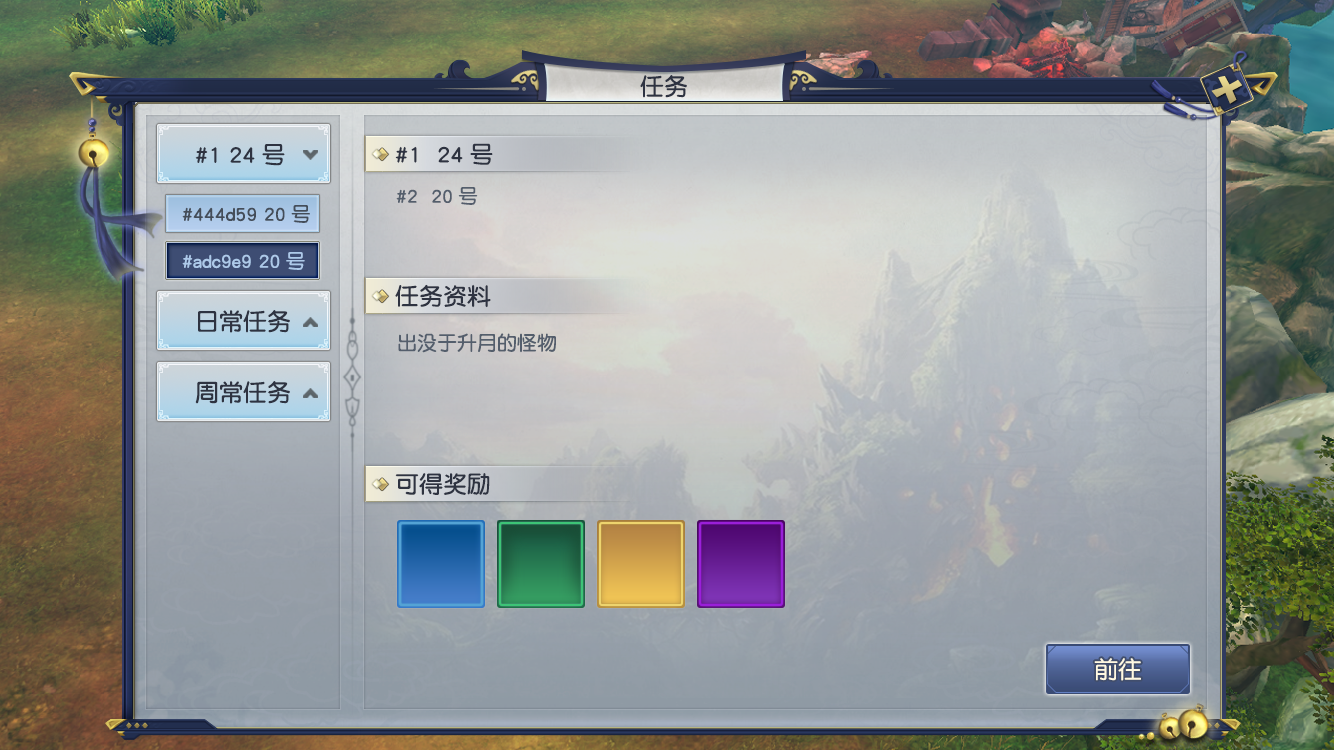 任务
#1 24 号
#444d59 20 号
#adc9e9 20 号
日常任务
周常任务
#1 24 号
#2 20 号
任务资料
出没于升月的怪物
可得奖励
前往